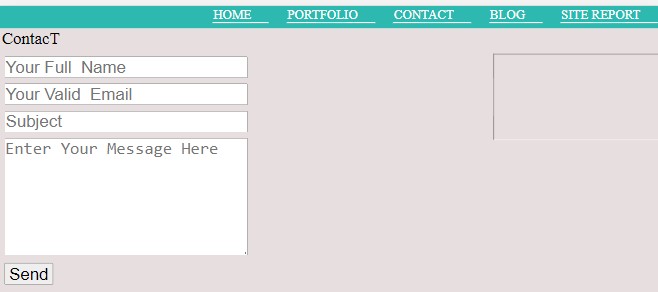 HOME PORTFOLIO CONTACT BLOG SITE REPORT
ContacT
Your Full Name
Your Valid Email
Subject
Enter Your Message Here
Send